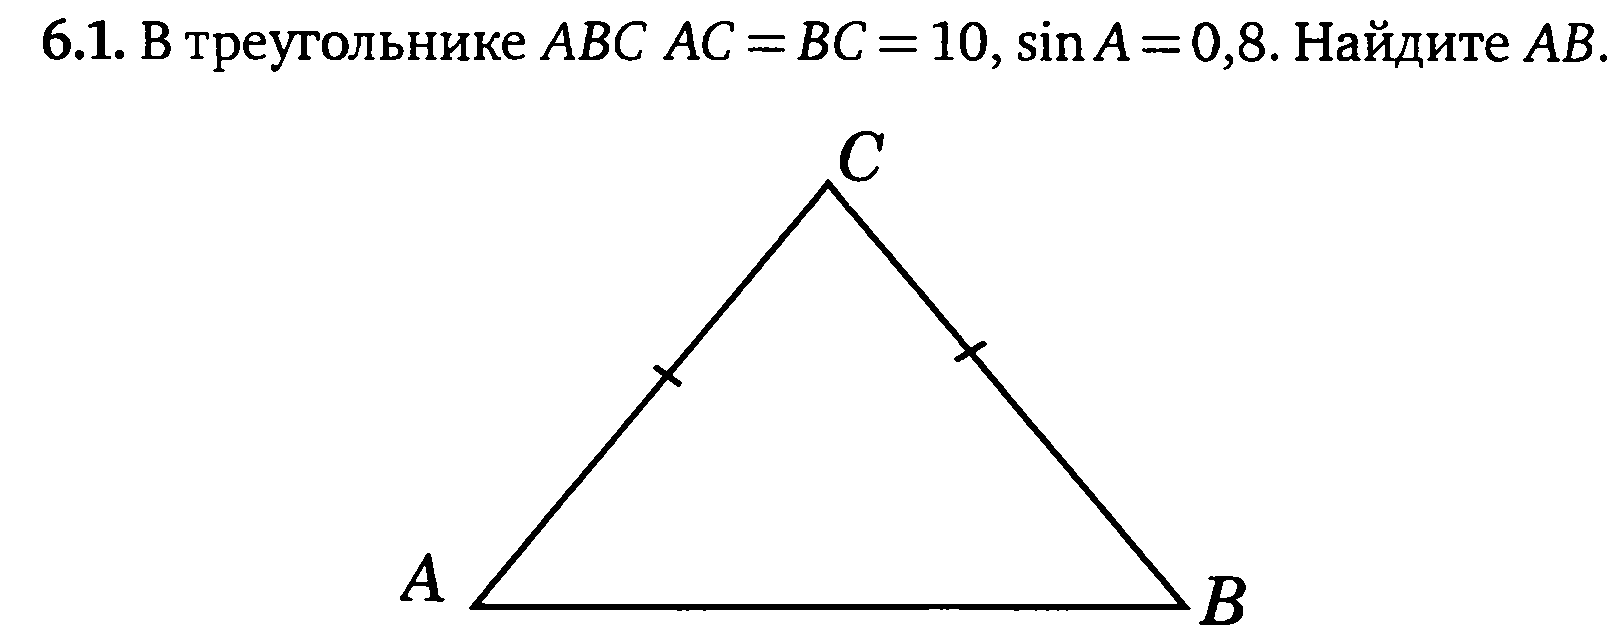 6.1. В треугольнике ABC AC = BC = 10, sin A = 0,8. Найдите AB.
C
A
B